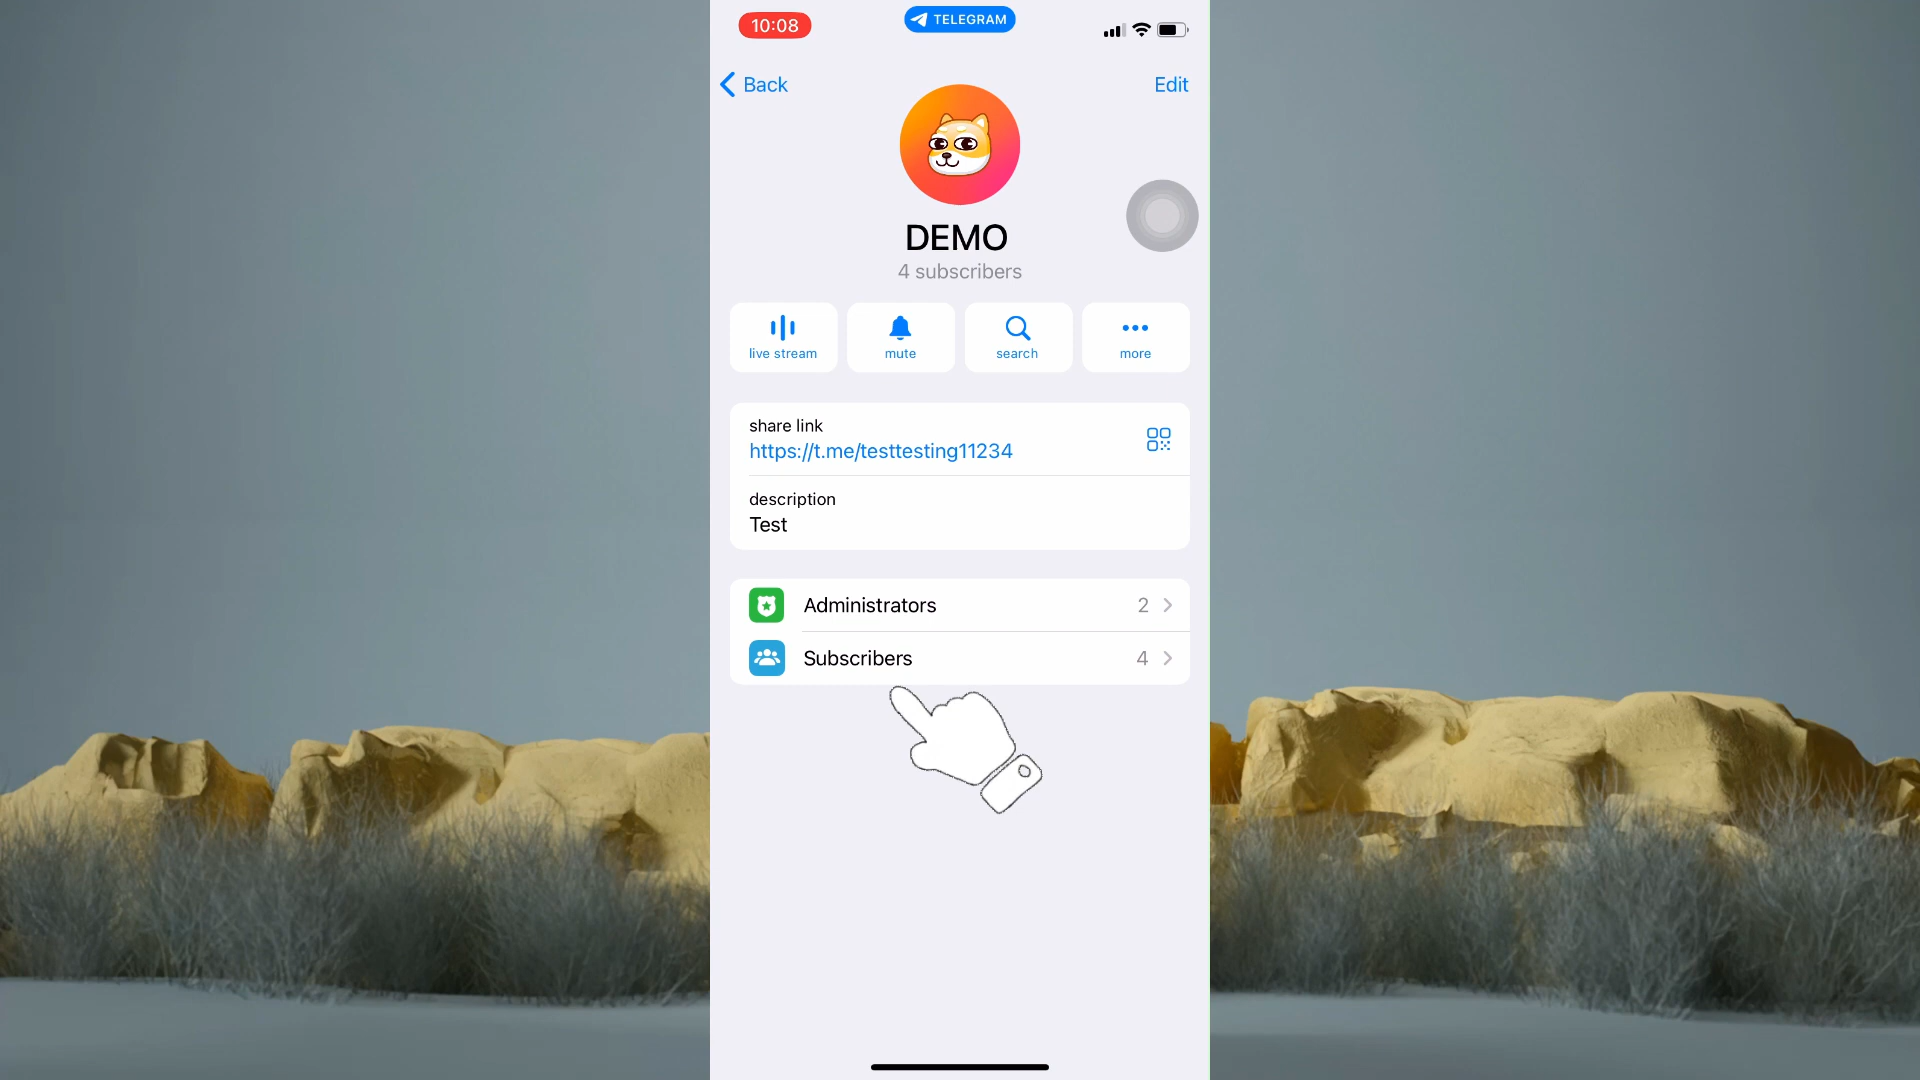 10:08
TELEGRAM
Back
Edit
DEMO
4 subscribers
live stream
mute
search
more
share link
https://t.me/testtesting11234
description
Test
Administrators 2
Subscribers 4